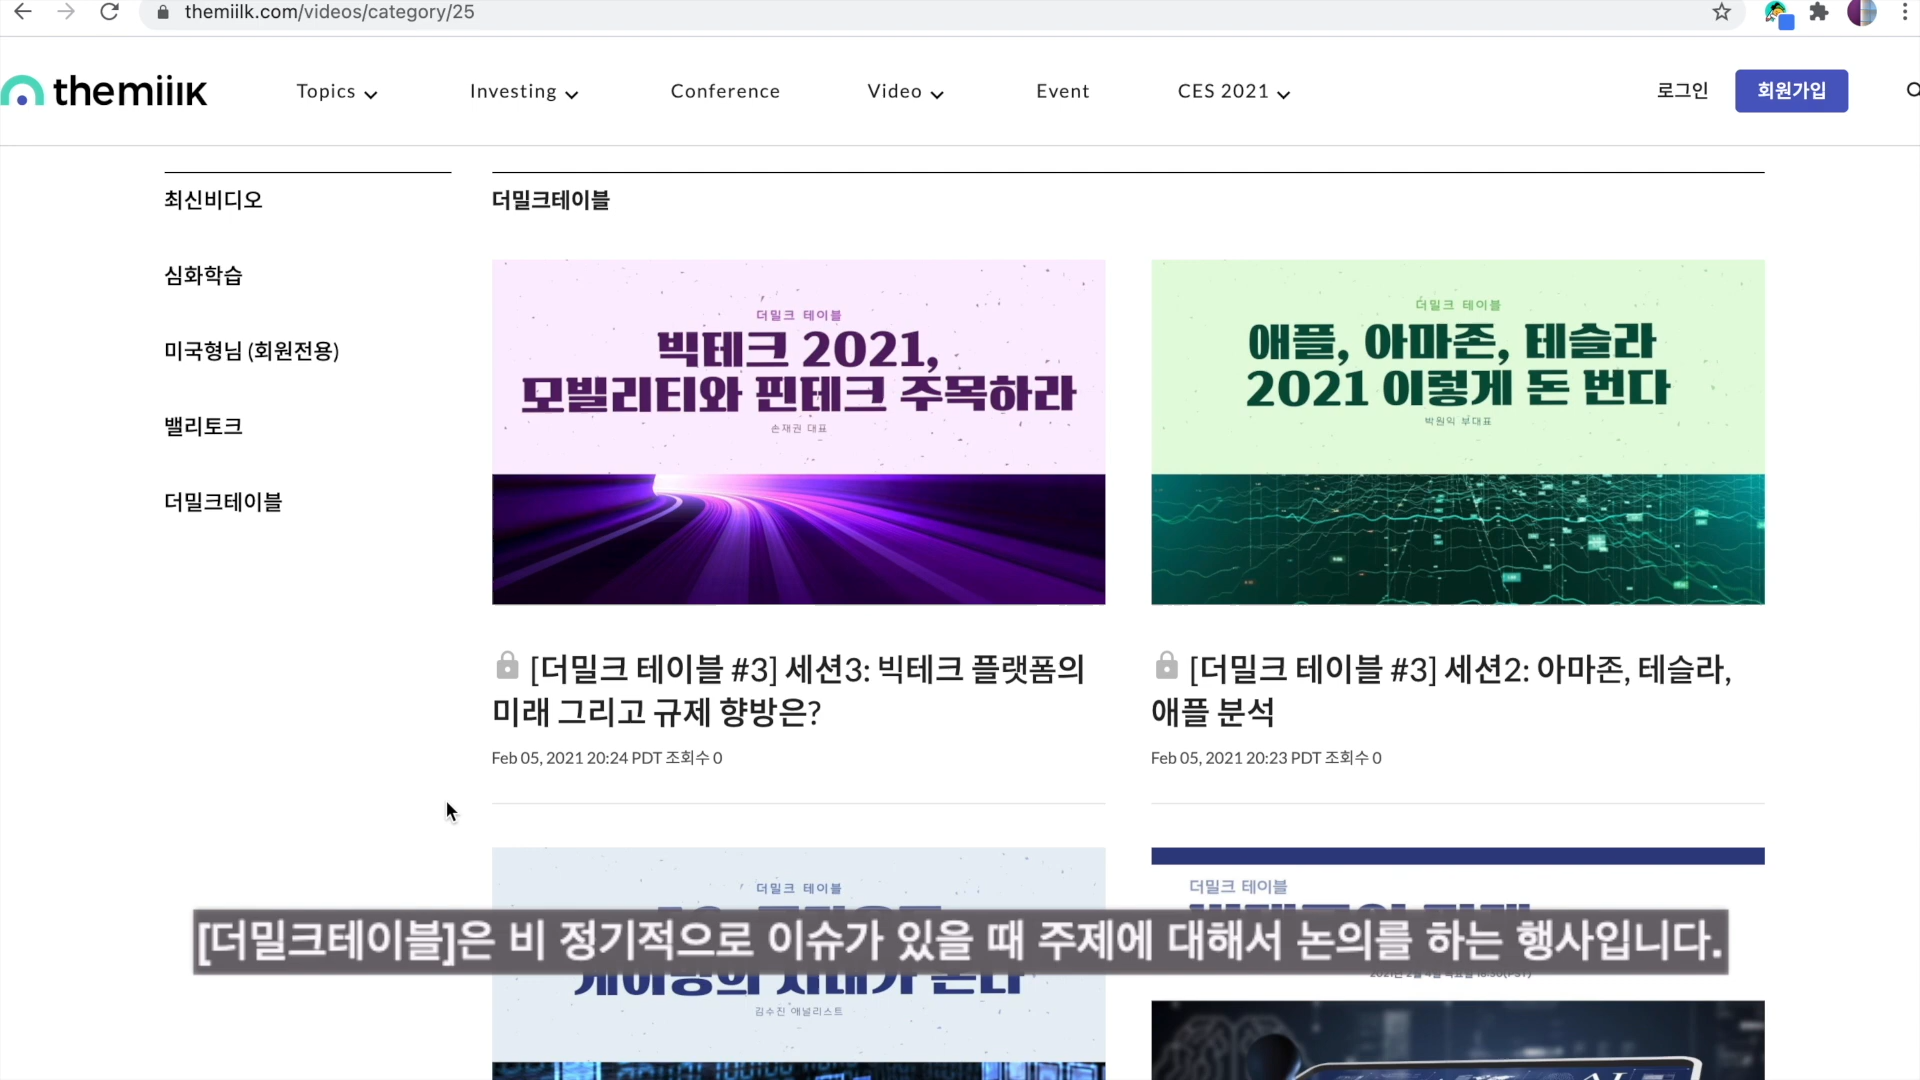 themiilk.com/videos/category/25
themiilk
Topics
Investing
Conference
Video
Event
CES 2021
로그인
회원가입
최신비디오
심화학습
미국형님 (회원전용)
밸리토크
더밀크테이블
더밀크테이블
더밀크 테이블
빅테크 2021,
모빌리티와 핀테크 주목하라
손재권 대표
더밀크 테이블
애플, 아마존, 테슬라
2021 이렇게 돈 번다
박원익 부대표
[더밀크 테이블 #3] 세션3: 빅테크 플랫폼의
미래 그리고 규제 향방은?
Feb 05, 2021 20:24 PDT 조회수 0
[더밀크 테이블 #3] 세션2: 아마존, 테슬라,
애플 분석
Feb 05, 2021 20:23 PDT 조회수 0
더밀크 테이블
김수진 애널리스트
더밀크 테이블
[더밀크테이블]은 비 정기적으로 이슈가 있을 때 주제에 대해서 논의를 하는 행사입니다.